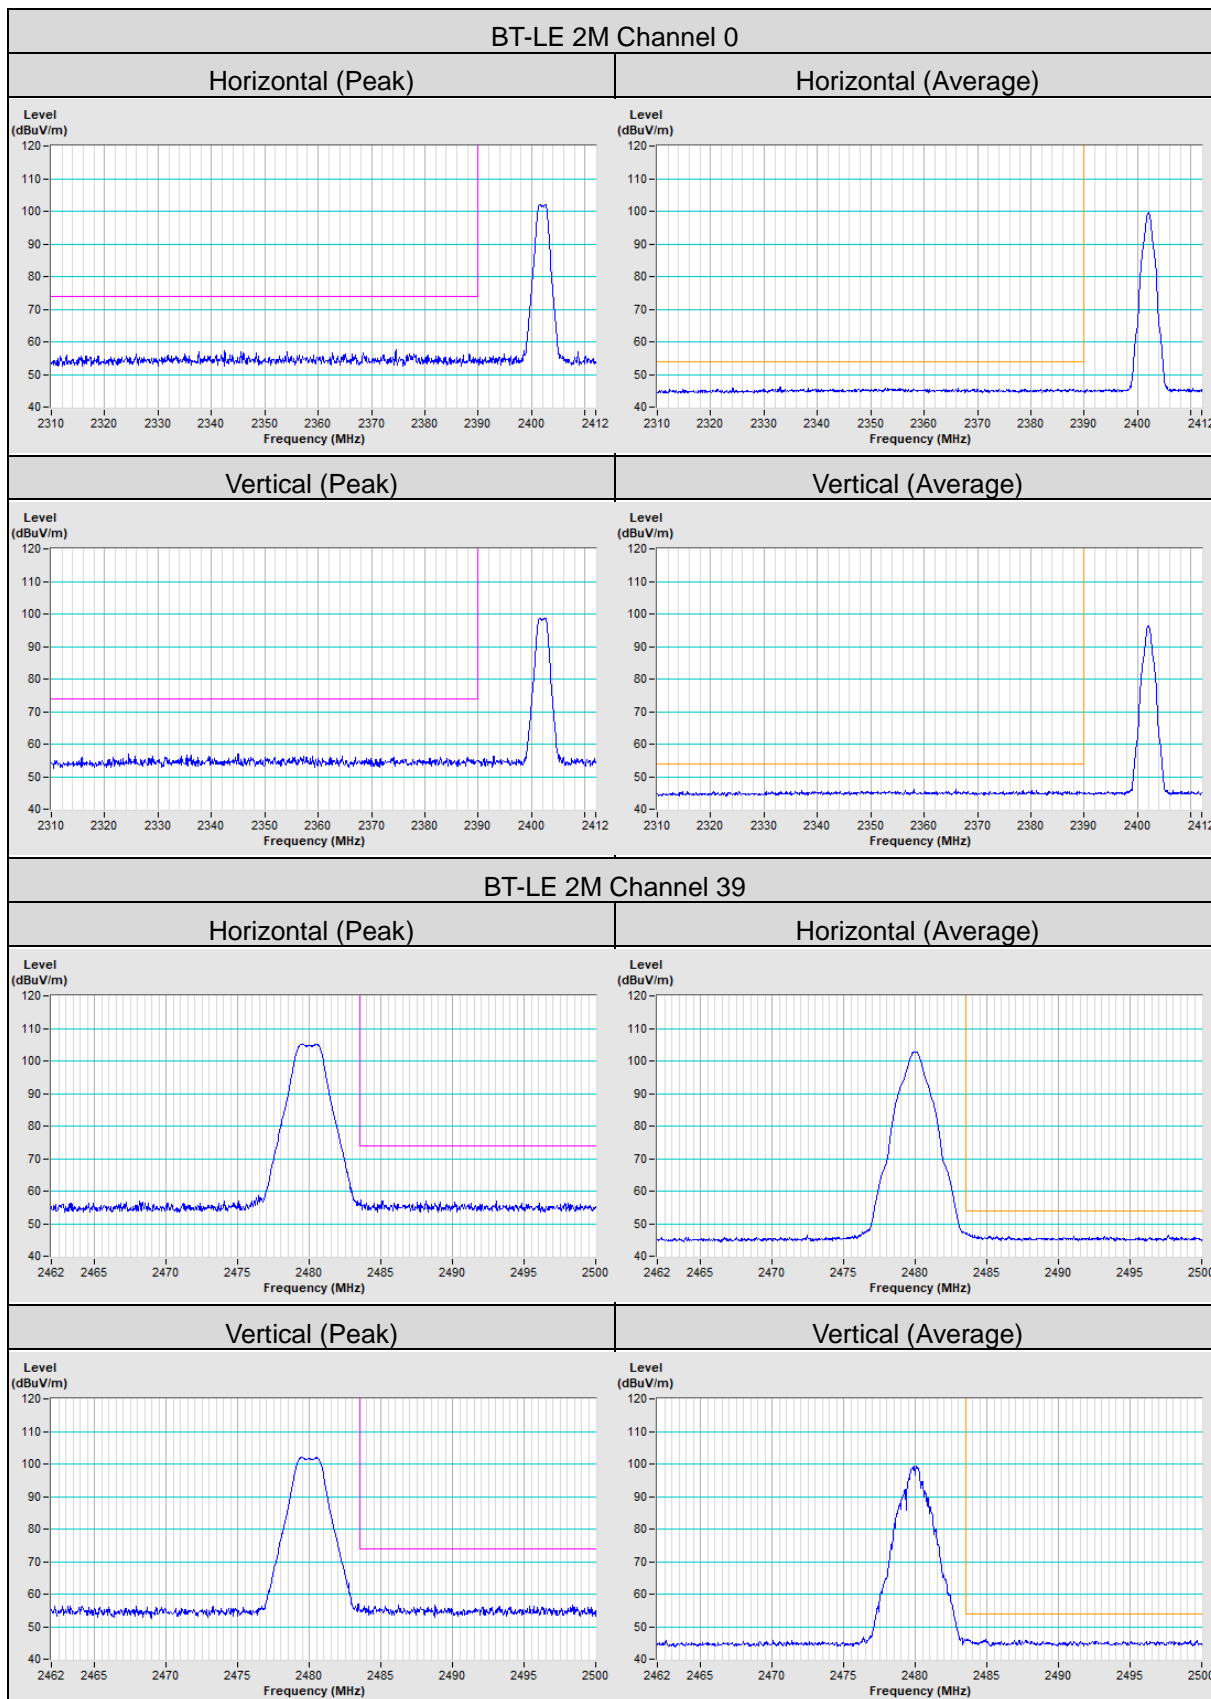 BT-LE 2M Channel 0
Horizontal (Peak)
Horizontal (Average)
Level
(dBuV/m)
120
110
100
90
80
70
60
50
40
2310 2320 2330 2340 2350 2360 2370 2380 2390 2400 2412
Frequency (MHz)
Level
(dBuV/m)
120
110
100
90
80
70
60
50
40
2310 2320 2330 2340 2350 2360 2370 2380 2390 2400 2412
Frequency (MHz)
Vertical (Peak)
Vertical (Average)
Level
(dBuV/m)
120
110
100
90
80
70
60
50
40
2310 2320 2330 2340 2350 2360 2370 2380 2390 2400 2412
Frequency (MHz)
Level
(dBuV/m)
120
110
100
90
80
70
60
50
40
2310 2320 2330 2340 2350 2360 2370 2380 2390 2400 2412
Frequency (MHz)
BT-LE 2M Channel 39
Horizontal (Peak)
Horizontal (Average)
Level
(dBuV/m)
120
110
100
90
80
70
60
50
40
2462 2465 2470 2475 2480 2485 2490 2495 2500
Frequency (MHz)
Level
(dBuV/m)
120
110
100
90
80
70
60
50
40
2462 2465 2470 2475 2480 2485 2490 2495 2500
Frequency (MHz)
Vertical (Peak)
Vertical (Average)
Level
(dBuV/m)
120
110
100
90
80
70
60
50
40
2462 2465 2470 2475 2480 2485 2490 2495 2500
Frequency (MHz)
Level
(dBuV/m)
120
110
100
90
80
70
60
50
40
2462 2465 2470 2475 2480 2485 2490 2495 2500
Frequency (MHz)